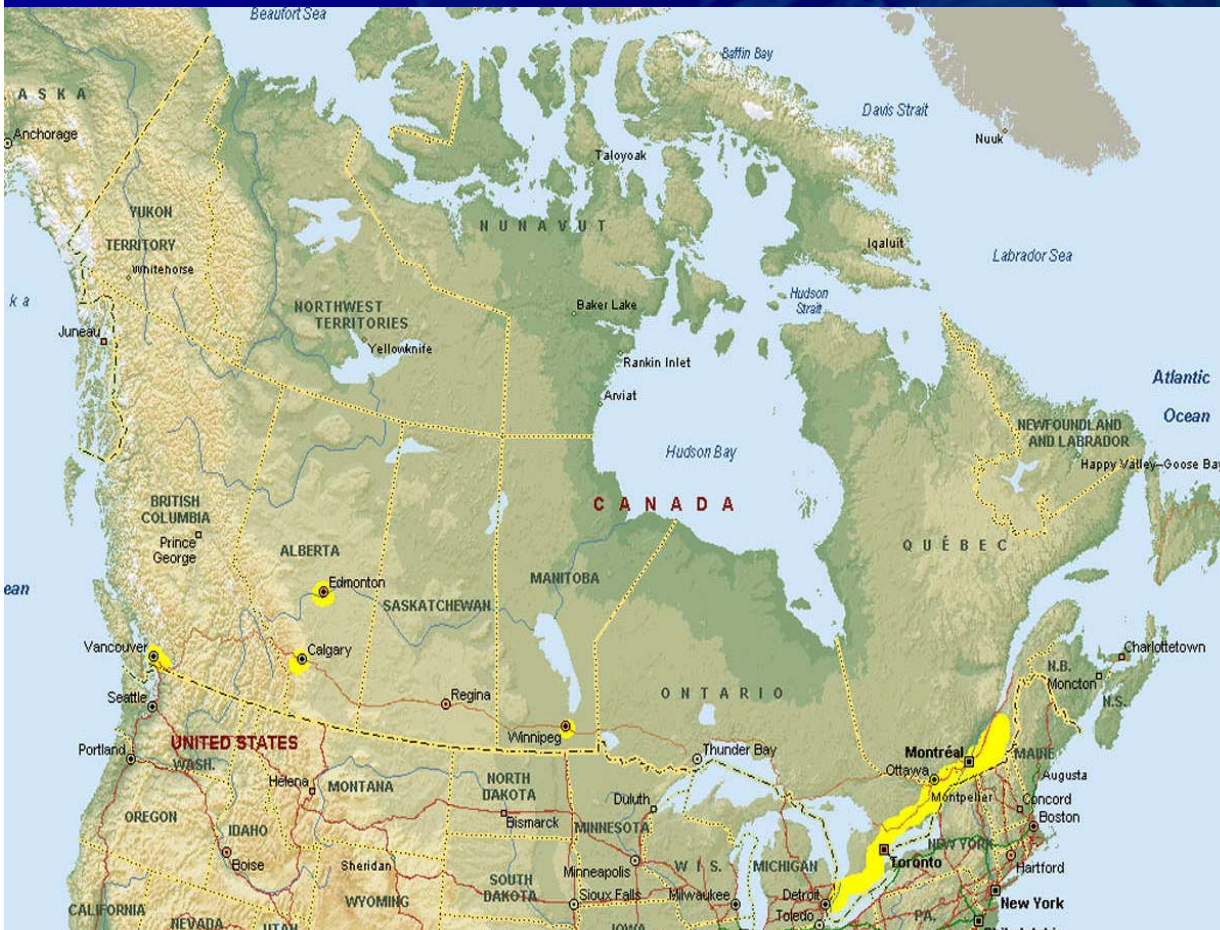 Beaufort Sea
Baffin Bay
ASKA
Davis Strait
Anchorage
Nuuk
Taloyoak
YUKON
TERRITORY
NUNAVUT
Iqaluit
Whitehorse
Labrador Sea
ka
Hudson
Strait
NORTHWEST
TERRITORIES
Baker Lake
Juneau
Yellowknife
Rankin Inlet
Atlantic
Ocean
Arviat
NEWFOUNDLAND
AND LABRADOR
Hudson Bay
Happy Valley-Goose Bay
BRITISH
COLUMBIA
CANADA
Prince
George
QUÉBEC
ALBERTA
Edmonton
MANITOBA
ean
SASKATCHEWAN
Vancouver
Calgary
Charlottetown
N.B.
Moncton
Seattle
Regina
ONTARIO
N.S.
Winnipeg
UNITED STATES
Portland
WASH.
Thunder Bay
Montréal
MAINE
Ottawa
Helena
MONTANA
NORTH
DAKOTA
Augusta
Duluth
Montpelier
Concord
OREGON
Bismarck
MINNESOTA
Boston
IDAHO
NEW YORK
Boise
Sheridan
Minneapolis
WIS.
MICHIGAN
Toronto
Hartford
SOUTH
DAKOTA
WYOMING
Sioux Falls
Milwaukee
Detroit
New York
CALIFORNIA
Toledo
PA.
NEVADA
UTAH
IOWA
Philadelphia